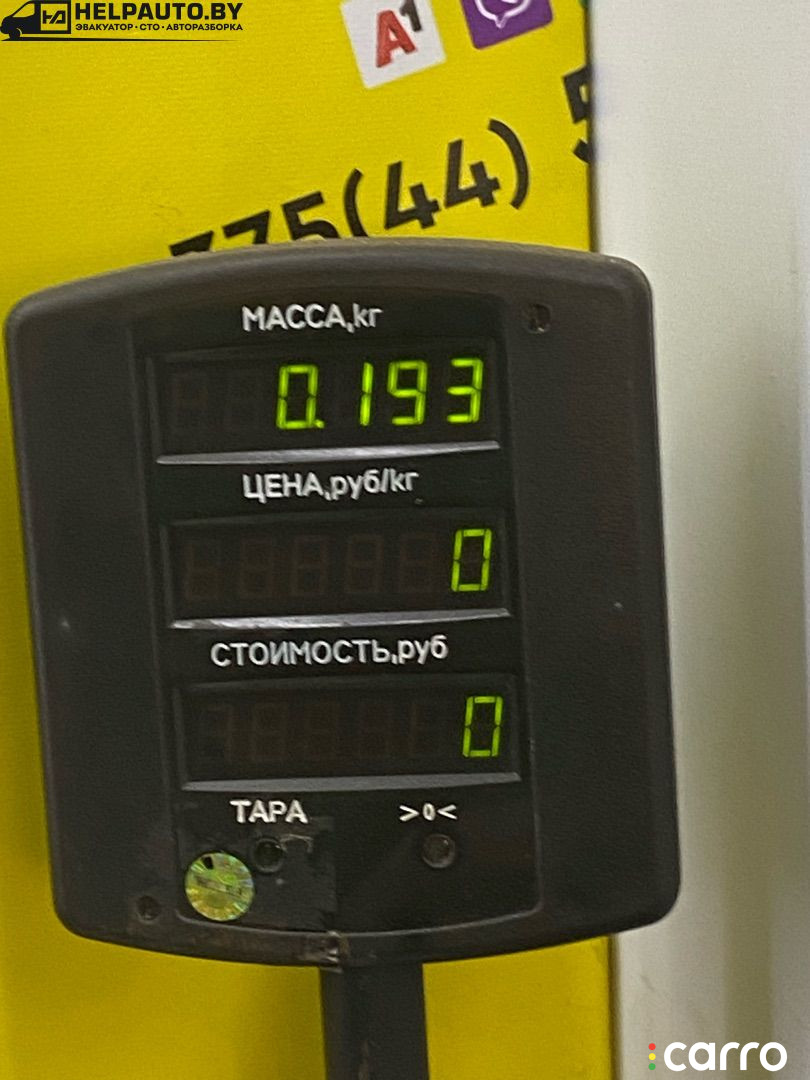 HELPAUTO.BY
ЭВАКУАТОР•СТО•АВТОРАЗБОРКА
A1
375(44) 5
МАССА,кг
0.193
ЦЕНА,руб/кг
0
СТОИМОСТЬ,руб
0
ТАРА >0<
carro